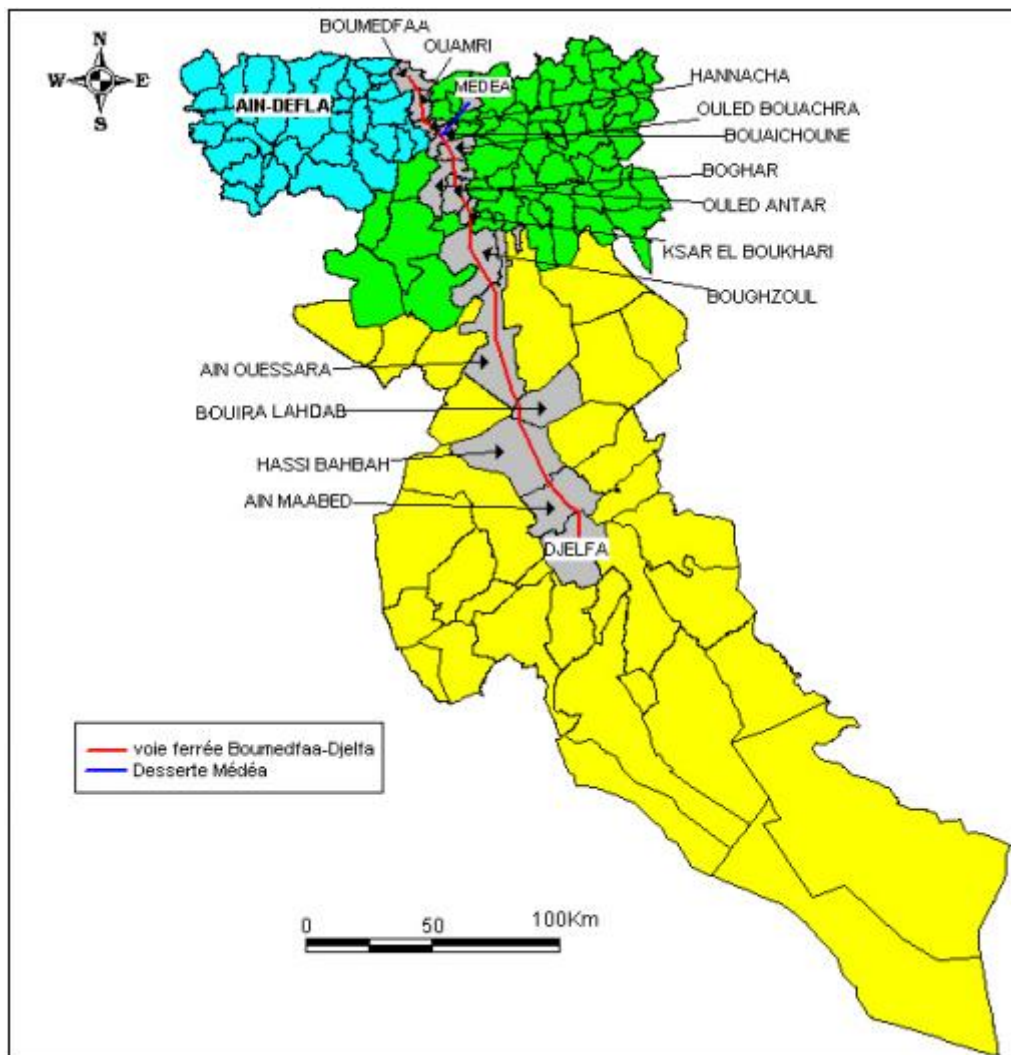 BOUMEDFAA
OUAMRI
N
W E
S
MEDEA
HANNACHA
AIN-DEFLA
OULED BOUACHRA
BOUAICHOUNE
BOGHAR
OULED ANTAR
KSAR EL BOUKHARI
BOUGHZOUL
AIN OUESSARA
BOUIRA LAHDAB
HASSI BAHBAH
AIN MAABED
DJELFA
voie ferrée Boumedfaa-Djelfa
Desserte Médéa
0 50 100Km